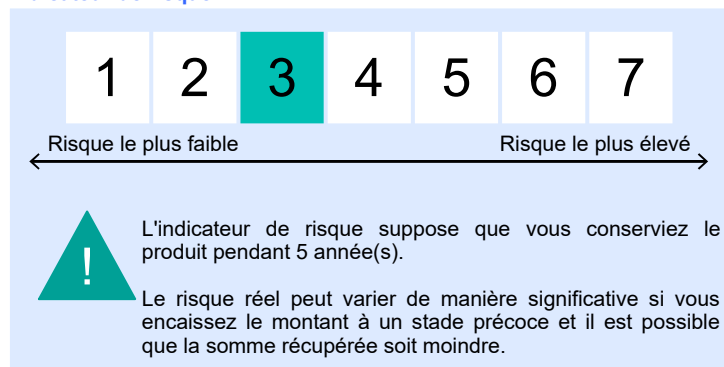 1 2 3 4 5 6 7
Risque le plus faible Risque le plus élevé
! L'indicateur de risque suppose que vous conserviez le
produit pendant 5 année(s).
Le risque réel peut varier de manière significative si vous
encaissez le montant à un stade précoce et il est possible
que la somme récupérée soit moindre.